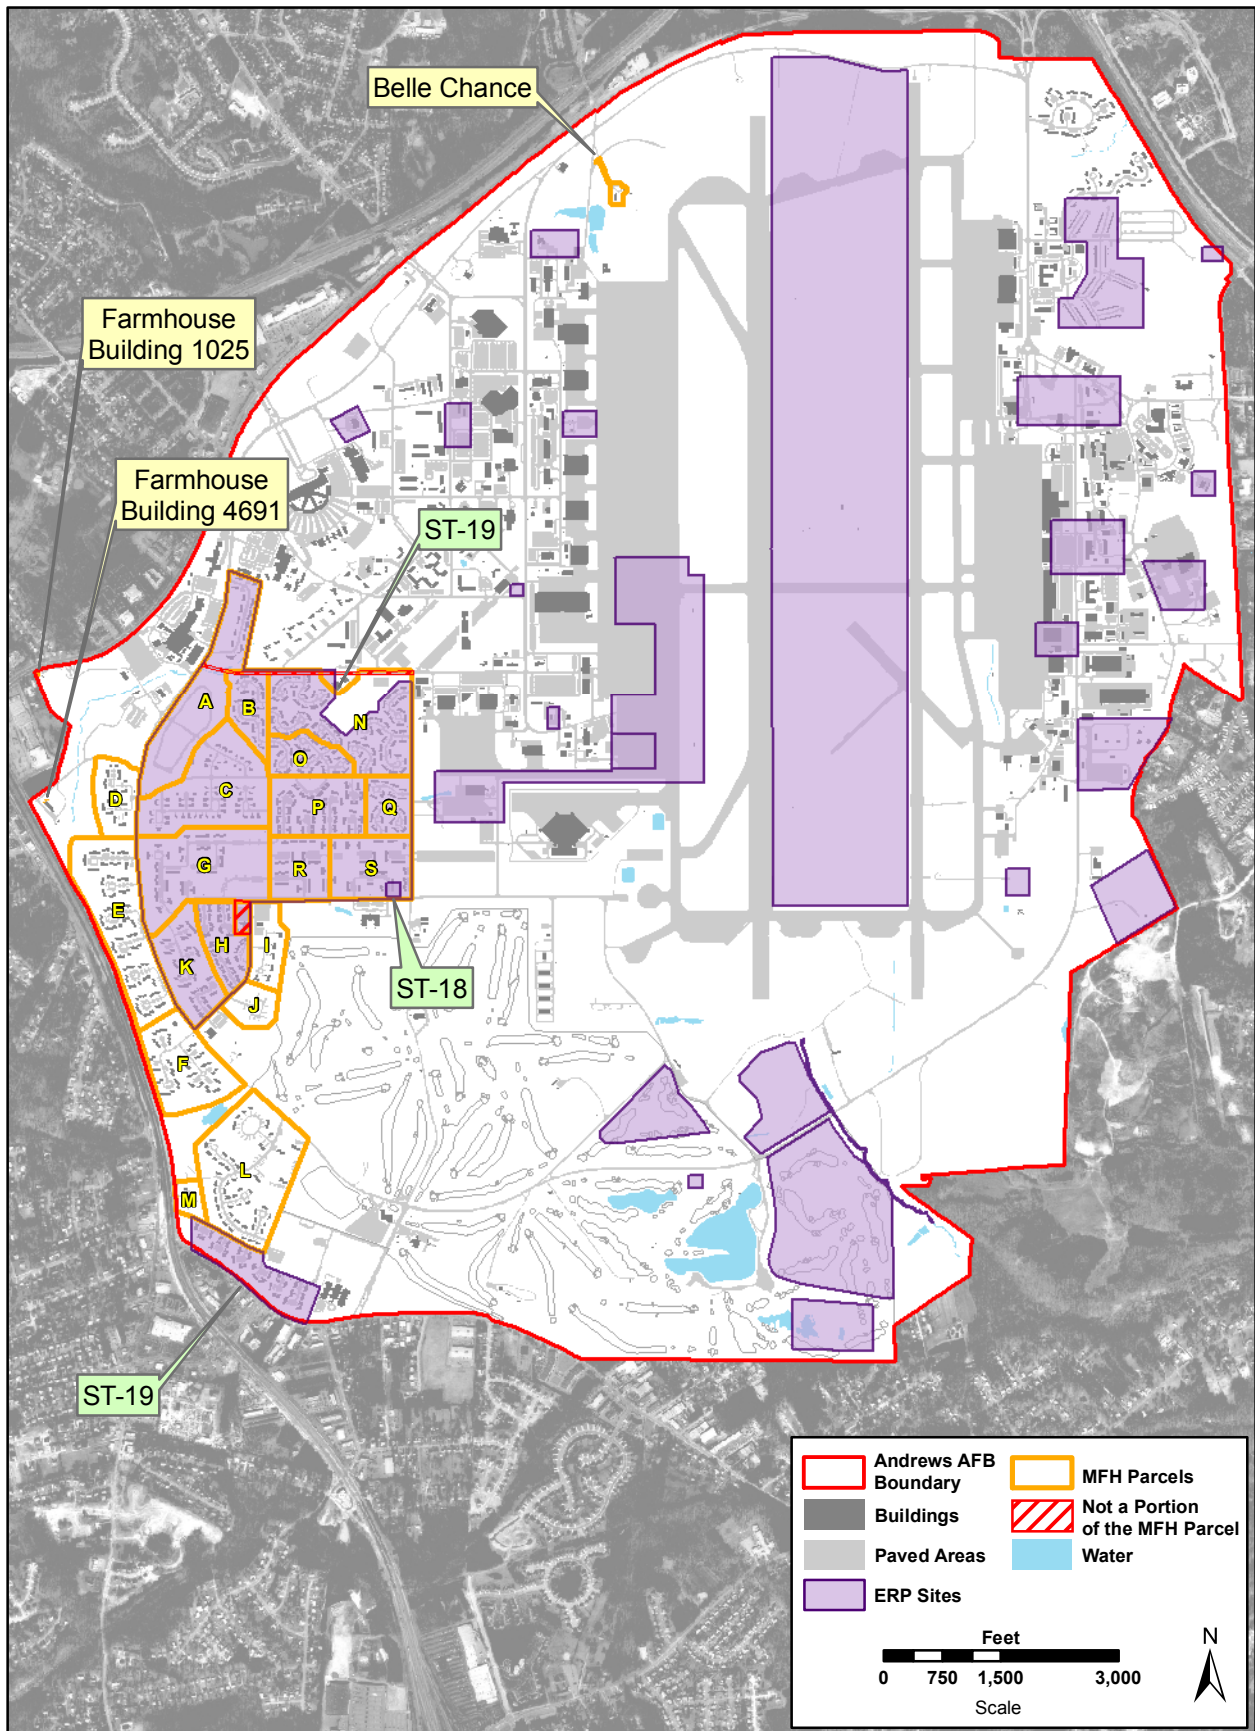 Belle Chance
Farmhouse
Building 1025
Farmhouse
Building 4691
ST-19
A
B
N
O
D
C
P
Q
G
R
S
E
H
I
K
ST-18
J
F
L
M
ST-19
Andrews AFB
Boundary
MFH Parcels
Buildings
Not a Portion
of the MFH Parcel
Paved Areas
Water
ERP Sites
Feet
0 750 1,500 3,000
Scale
N